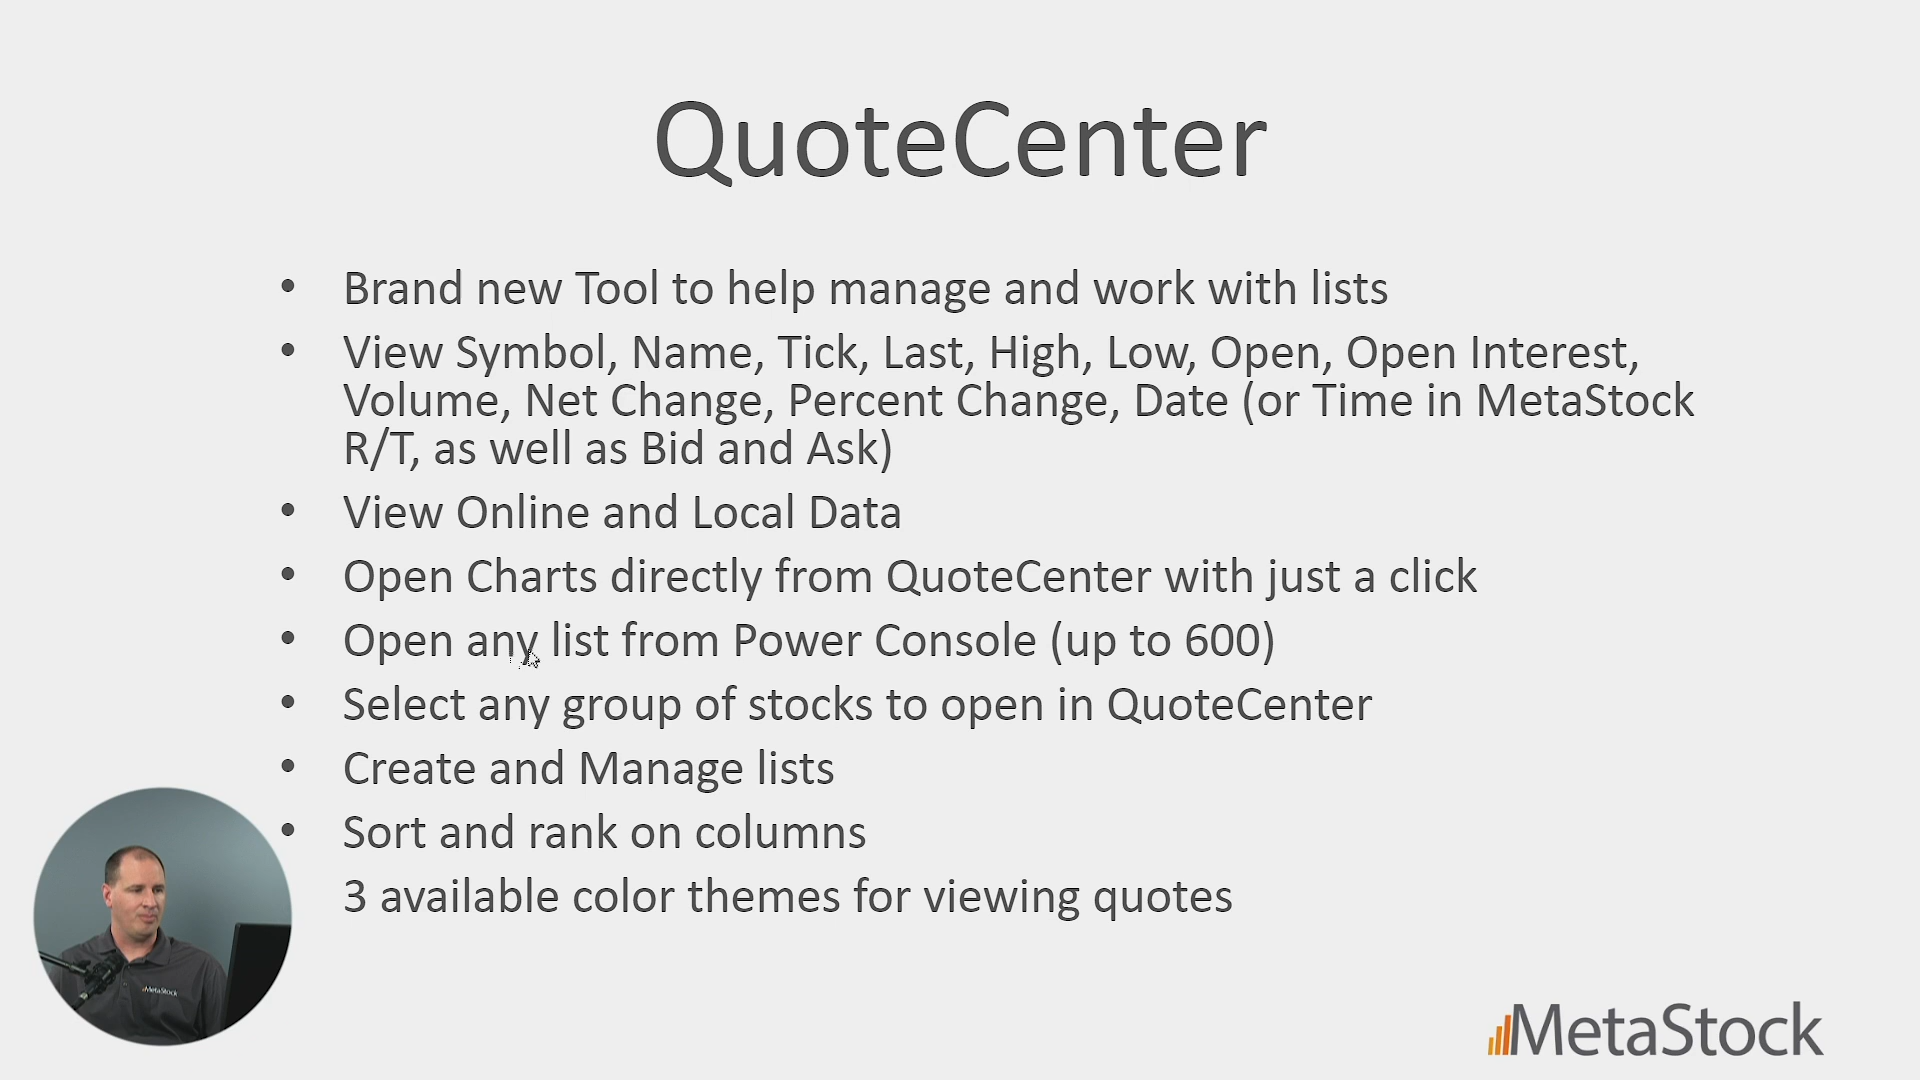 QuoteCenter
• Brand new Tool to help manage and work with lists
• View Symbol, Name, Tick, Last, High, Low, Open, Open Interest,
Volume, Net Change, Percent Change, Date (or Time in MetaStock
R/T, as well as Bid and Ask)
• View Online and Local Data
• Open Charts directly from QuoteCenter with just a click
• Open any list from Power Console (up to 600)
• Select any group of stocks to open in QuoteCenter
• Create and Manage lists
• Sort and rank on columns
3 available color themes for viewing quotes
MetaStock
MetaStock